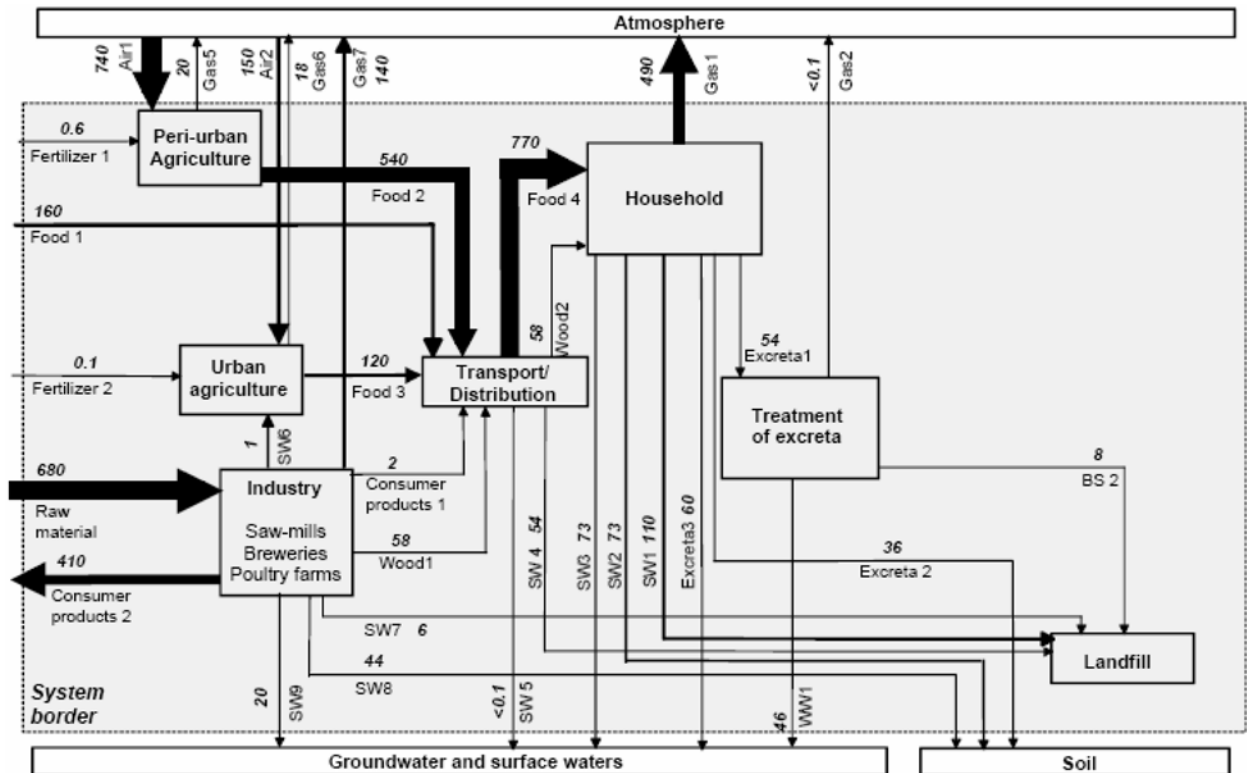 Atmosphere
740
Air1
20
Gas5
150
Air2
18
Gas6
Gas7
140
490
Gas1
<0.1
Gas2
0.6
Fertilizer 1
Peri-urban
Agriculture
540
Food 2
770
Food 4
Household
160
Food 1
58
Wood2
54
Excreta1
0.1
Fertilizer 2
Urban
agriculture
120
Food 3
Transport/
Distribution
Treatment
of excreta
1
SW6
8
BS 2
680
Raw
material
Industry
Saw-mills
Breweries
Poultry farms
2
Consumer
products 1
58
Wood1
410
Consumer
products 2
SW 4 54
SW3 73
SW2 73
SW1 110
Excreta3 60
36
Excreta 2
SW7 6
44
SW8
Landfill
System
border
20
SW9
<0.1
SW 5
46
WW1
Groundwater and surface waters
Soil